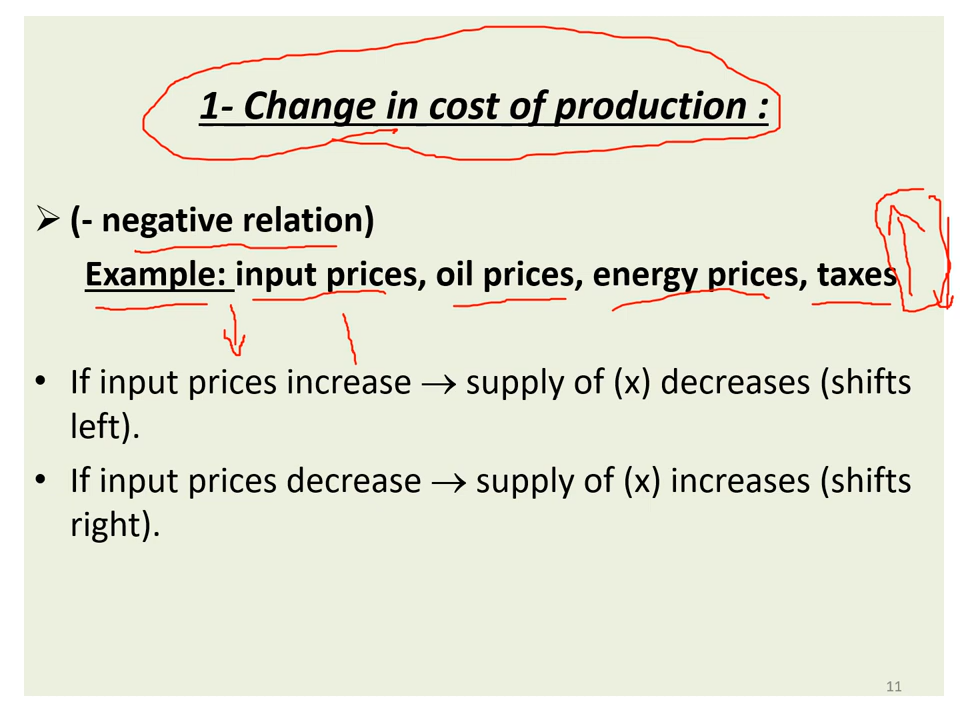 1- Change in cost of production :
➢ (- negative relation)
Example: input prices, oil prices, energy prices, taxes
• If input prices increase → supply of (x) decreases (shifts
left).
• If input prices decrease → supply of (x) increases (shifts
right).
11